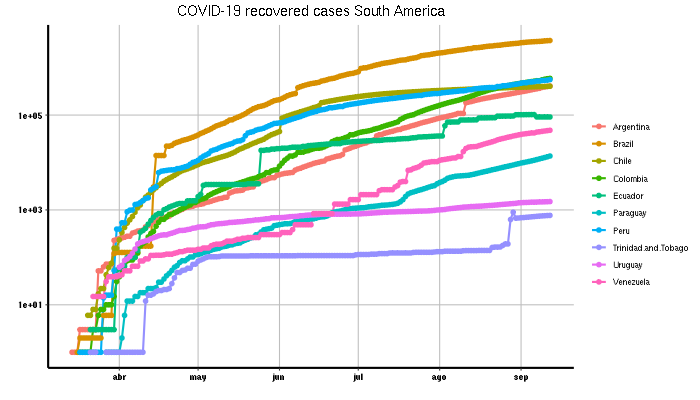 COVID-19 recovered cases South America
1e+05
1e+03
1e+01
abr
may
jun
jul
ago
sep
Argentina
Brazil
Chile
Colombia
Ecuador
Paraguay
Peru
Trinidad.and.Tobago
Uruguay
Venezuela